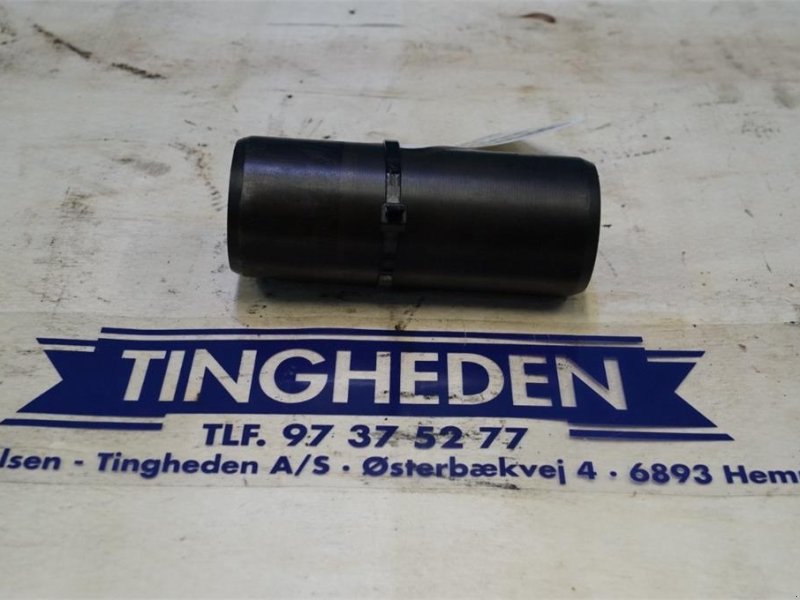 TINGHEDEN
TLF. 97 37 52 77
lsen - Tingheden A/S · Østerbækvej 4 · 6893 Hem